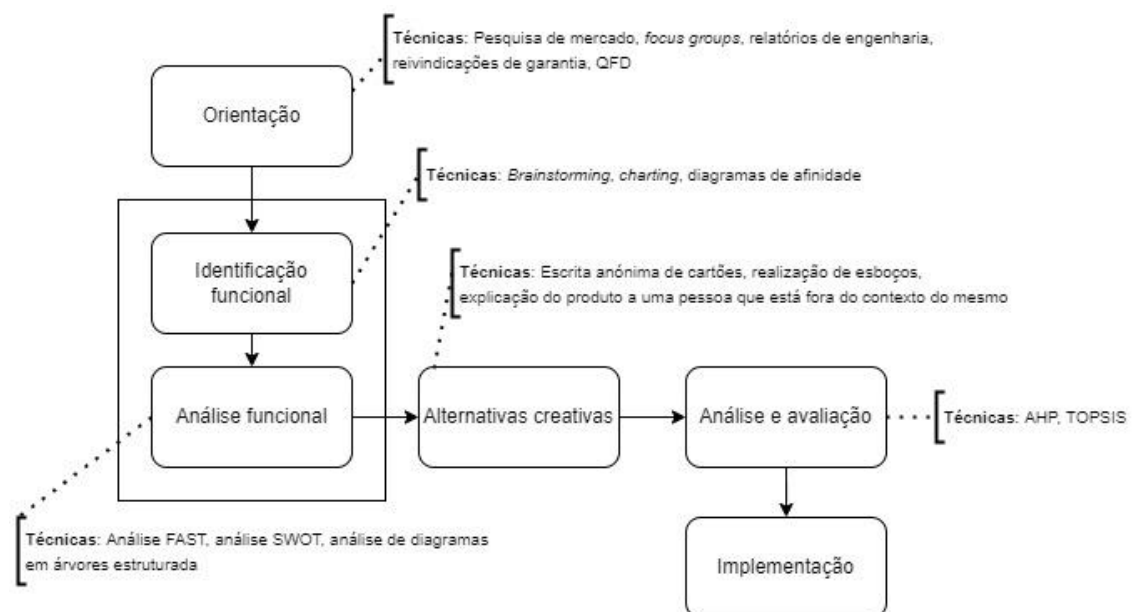 Técnicas: Pesquisa de mercado, focus groups, relatórios de engenharia,
reivindicações de garantia, QFD
Orientação
Técnicas: Brainstorming, charting, diagramas de afinidade
Identificação
funcional
Técnicas: Escrita anónima de cartões, realização de esboços,
explicação do produto a uma pessoa que está fora do contexto do mesmo
Análise funcional
Alternativas creativas
Análise e avaliação
Técnicas: AHP, TOPSIS
Técnicas: Análise FAST, análise SWOT, análise de diagramas
em árvores estruturada
Implementação